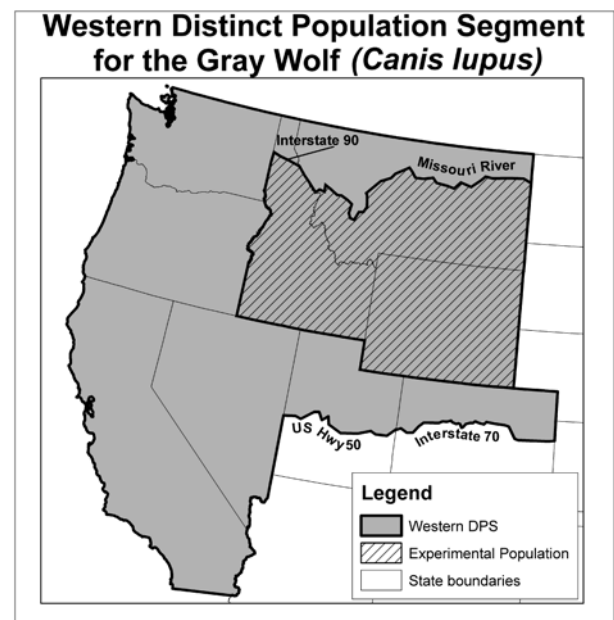 Western Distinct Population Segment
for the Gray Wolf (Canis lupus)
Interstate 90
Missouri River
US Hwy 50
Interstate 70
Legend
Western DPS
Experimental Population
State boundaries